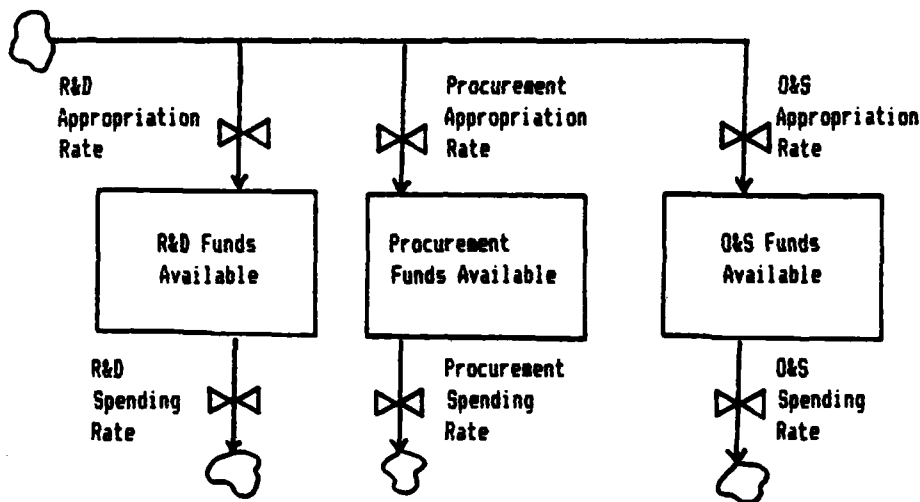 R&D
Appropriation
Rate
Procurement
Appropriation
Rate
O&S
Appropriation
Rate
R&D Funds
Available
Procurement
Funds Available
O&S Funds
Available
R&D
Spending
Rate
Procurement
Spending
Rate
O&S
Spending
Rate